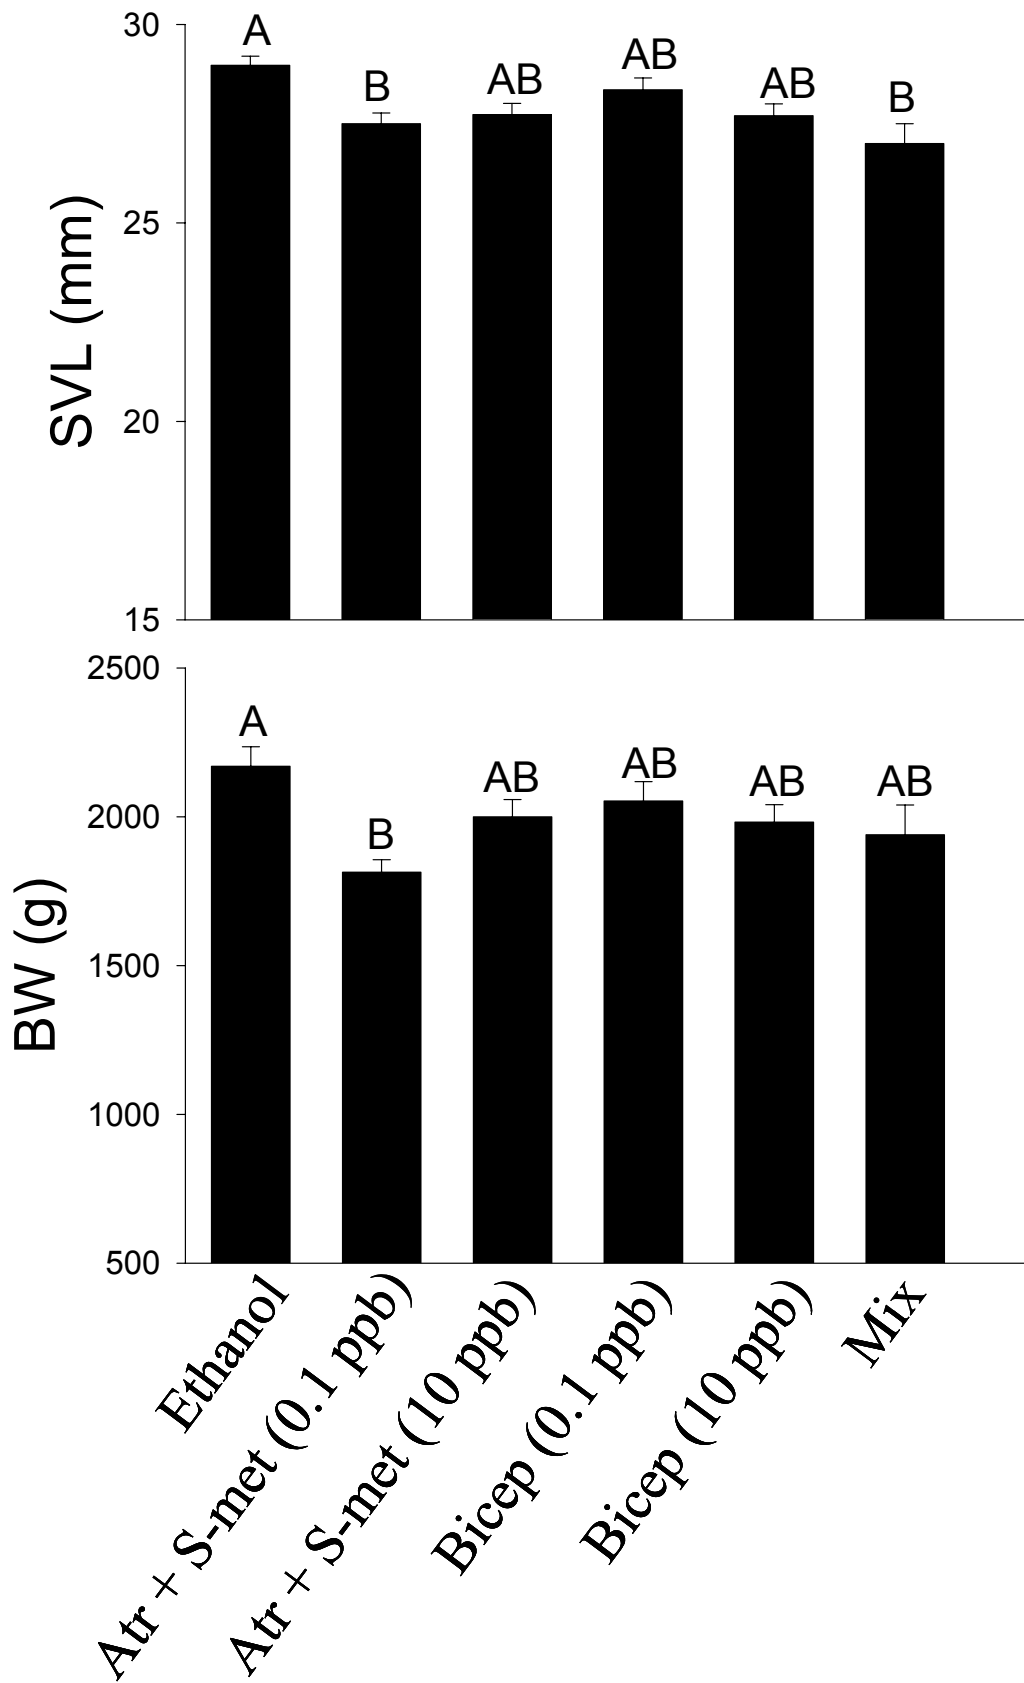 30
25
20
15
SVL (mm)
A
B
AB
AB
AB
B
2500
2000
1500
1000
500
BW (g)
A
B
AB
AB
AB
AB
Ethanol
Atr + S-met (0.1 ppb)
Atr + S-met (10 ppb)
Bicep (0.1 ppb)
Bicep (10 ppb)
Mix